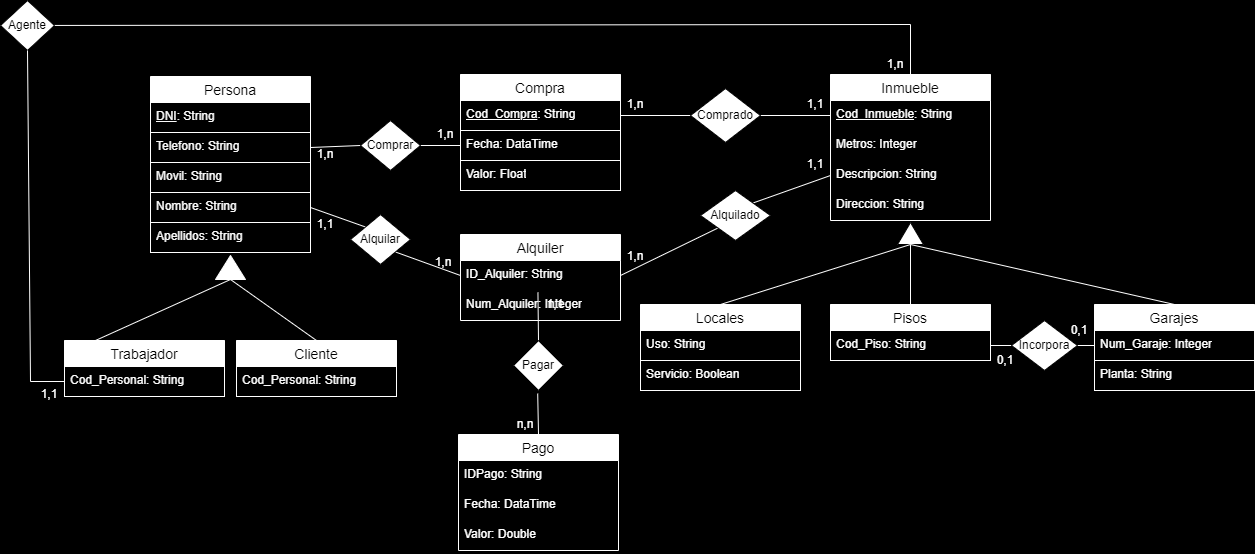 Agente
1,n
Persona
DNI: String
Telefono: String
Movil: String
Nombre: String
Apellidos: String
1,n
Comprar
1,n
Compra
Cod_Compra: String
Fecha: DataTime
Valor: Float
1,n
Comprado
1,1
Inmueble
Cod_Inmueble: String
Metros: Integer
Descripcion: String
Direccion: String
1,1
Alquilar
1,n
Alquiler
ID_Alquiler: String
Num_Alquiler: Integer
1,n
Alquilado
1,1
Trabajador
Cod_Personal: String
1,1
Cliente
Cod_Personal: String
1,1
Pagar
n,n
Pago
IDPago: String
Fecha: DataTime
Valor: Double
Locales
Uso: String
Servicio: Boolean
Pisos
Cod_Piso: String
0,1
Incorpora
0,1
Garajes
Num_Garaje: Integer
Planta: String